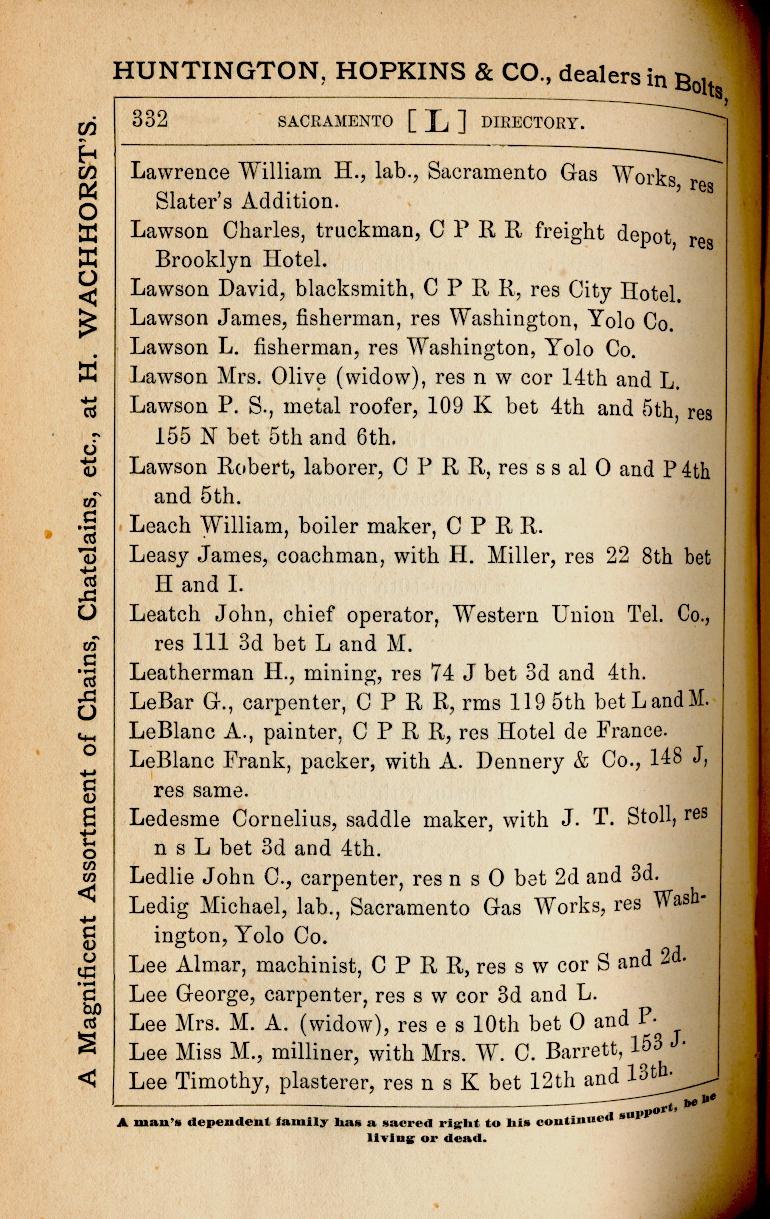 HUNTINGTON, HOPKINS & CO., dealers in Bolts,
332 SACRAMENTO [ L ] DIRECTORY.
Lawrence William H., lab., Sacramento Gas Works, res
Slater's Addition.
Lawson Charles, truckman, C P R R freight depot, res
Brooklyn Hotel.
Lawson David, blacksmith, C P R R, res City Hotel.
Lawson James, fisherman, res Washington, Yolo Co.
Lawson L. fisherman, res Washington, Yolo Co.
Lawson Mrs. Olive (widow), res n w cor 14th and L.
Lawson P. S., metal roofer, 109 K bet 4th and 5th, res
155 N bet 5th and 6th.
Lawson Robert, laborer, C P R R, res s s al O and P 4th
and 5th.
Leach William, boiler maker, C P R R.
Leasy James, coachman, with H. Miller, res 22 8th bet
H and I.
Leatch John, chief operator, Western Union Tel. Co.,
res 111 3d bet L and M.
Leatherman H., mining, res 74 J bet 3d and 4th.
LeBar G., carpenter, C P R R, rms 119 5th bet L and M.
LeBlanc A., painter, C P R R, res Hotel de France.
LeBlanc Frank, packer, with A. Dennery & Co., 148 J,
res same.
Ledesme Cornelius, saddle maker, with J. T. Stoll, res
n s L bet 3d and 4th.
Ledlie John C., carpenter, res n s O bet 2d and 3d.
Ledig Michael, lab., Sacramento Gas Works, res Wash-
ington, Yolo Co.
Lee Almar, machinist, C P R R, res s w cor S and 2d.
Lee George, carpenter, res s w cor 3d and L.
Lee Mrs. M. A. (widow), res e s 10th bet O and P.
Lee Miss M., milliner, with Mrs. W. C. Barrett, 153 J.
Lee Timothy, plasterer, res n s K bet 12th and 13th.
A man's dependent family has a sacred right to his continued support, be he
living or dead.
A Magnificent Assortment of Chains, Chatelains, etc., at H. WACHHORST'S.